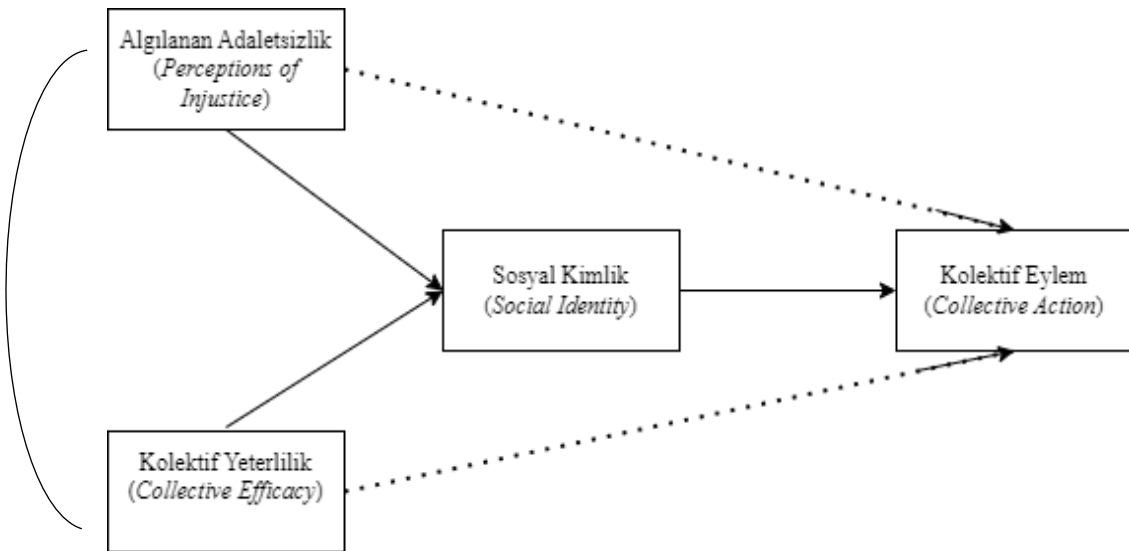 Algılanan Adaletsizlik
(Perceptions of
Injustice)
Sosyal Kimlik
(Social Identity)
Kolektif Eylem
(Collective Action)
Kolektif Yeterlilik
(Collective Efficacy)